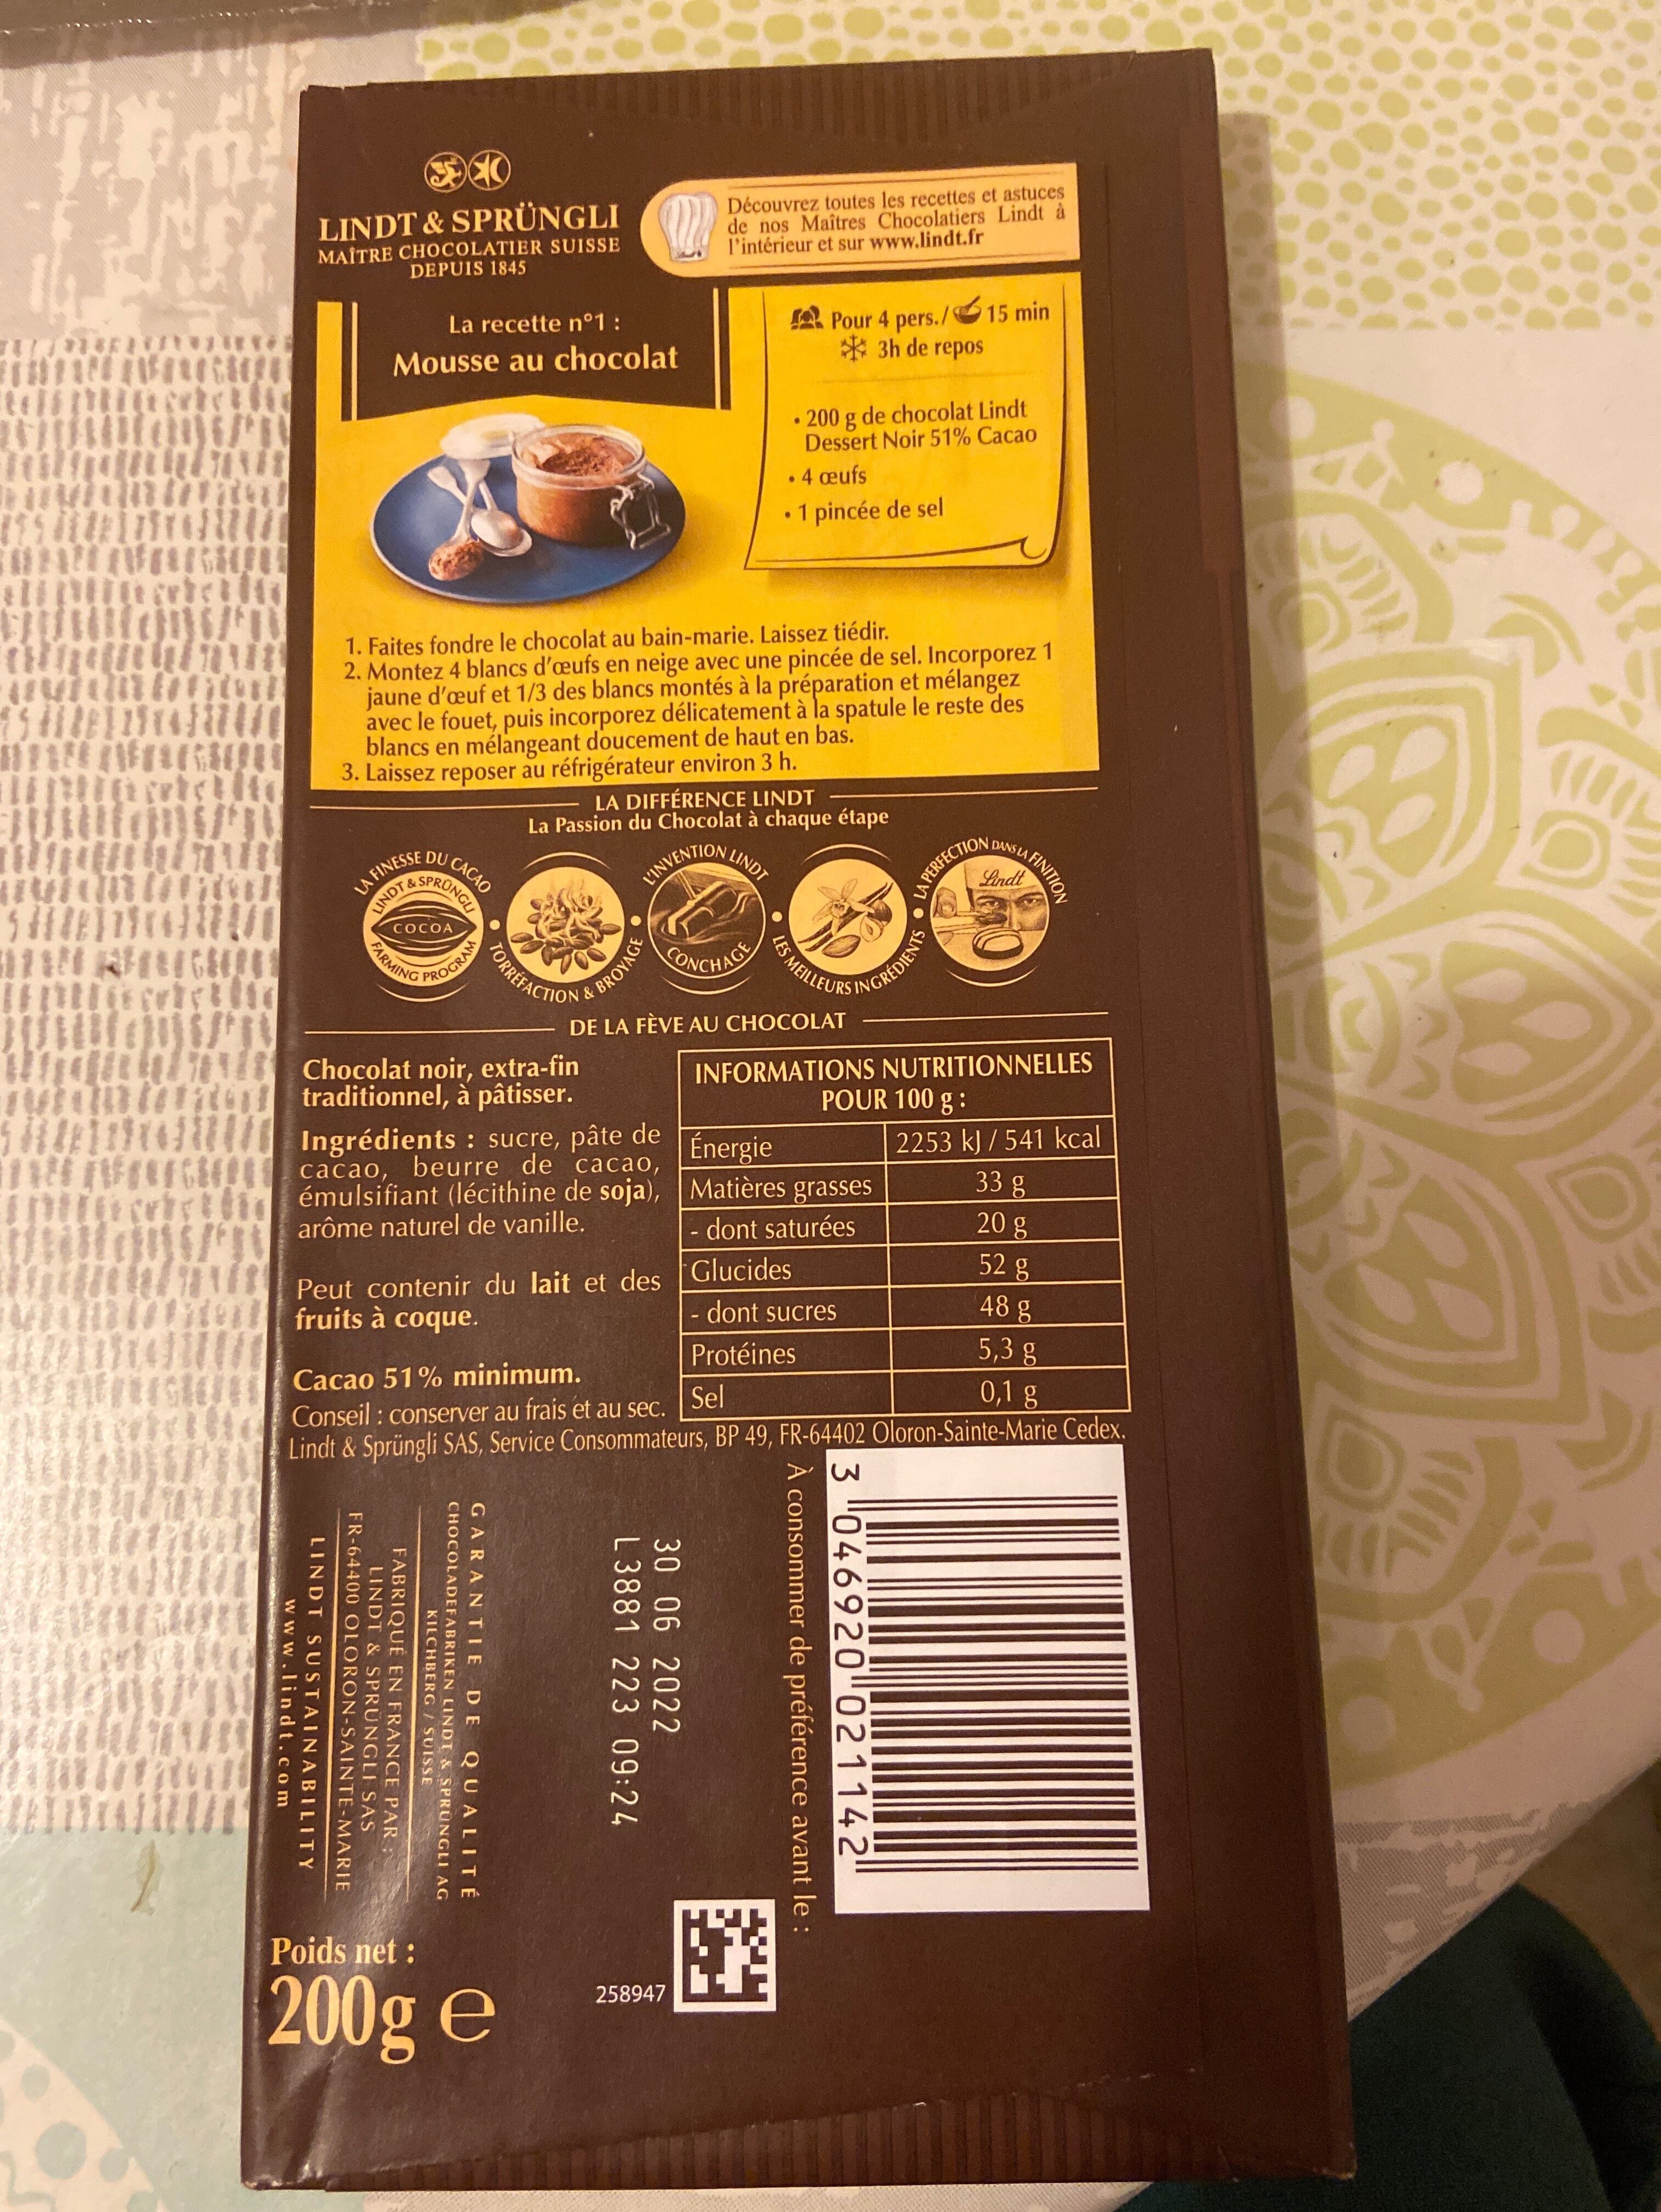 LINDT & SPRÜNGLI
MAÎTRE CHOCOLATIER SUISSE
DEPUIS 1845
Découvrez toutes les recettes et astuces
de nos Maîtres Chocolatiers Lindt à
l'intérieur et sur www.lindt.fr
La recette n°1 :
Mousse au chocolat
Pour 4 pers./ 15 min
3h de repos
• 200 g de chocolat Lindt
Dessert Noir 51% Cacao
• 4 œufs
• 1 pincée de sel
1. Faites fondre le chocolat au bain-marie. Laissez tiédir.
2. Montez 4 blancs d'œufs en neige avec une pincée de sel. Incorporez 1
jaune d'œuf et 1/3 des blancs montés à la préparation et mélangez
avec le fouet, puis incorporez délicatement à la spatule le reste des
blancs en mélangeant doucement de haut en bas.
3. Laissez reposer au réfrigérateur environ 3 h.
LA DIFFÉRENCE LINDT
La Passion du Chocolat à chaque étape
LA FINESSE DU CACAO
LINDT & SPRÜNGLI
COCOA
FARMING PROGRAM
TORRÉFACTION & BROYAGE
L'INVENTION LINDT
CONCHAGE
LES MEILLEURS INGRÉDIENTS
LA PERFECTION DANS LA FINITION
Lindt
DE LA FÈVE AU CHOCOLAT
Chocolat noir, extra-fin
traditionnel, à pâtisser.
Ingrédients : sucre, pâte de
cacao, beurre de cacao,
émulsifiant (lécithine de soja),
arôme naturel de vanille.
Peut contenir du lait et des
fruits à coque.
Cacao 51% minimum.
Conseil : conserver au frais et au sec.
INFORMATIONS NUTRITIONNELLES
POUR 100 g :
Énergie 2253 kJ / 541 kcal
Matières grasses 33 g
- dont saturées 20 g
Glucides 52 g
- dont sucres 48 g
Protéines 5,3 g
Sel 0,1 g
Lindt & Sprüngli SAS, Service Consommateurs, BP 49, FR-64402 Oloron-Sainte-Marie Cedex.
3 046920 021142
À consommer de préférence avant le :
30 06 2022
L3881 223 09:24
GARANTIE DE QUALITÉ
CHOCOLADEFABRIKEN LINDT & SPRÜNGLI AG
KILCHBERG / SUISSE
FABRIQUÉ EN FRANCE PAR :
LINDT & SPRÜNGLI SAS
FR-64400 OLORON-SAINTE-MARIE
LINDT SUSTAINABILITY
www.lindt.com
258947
Poids net :
200g e